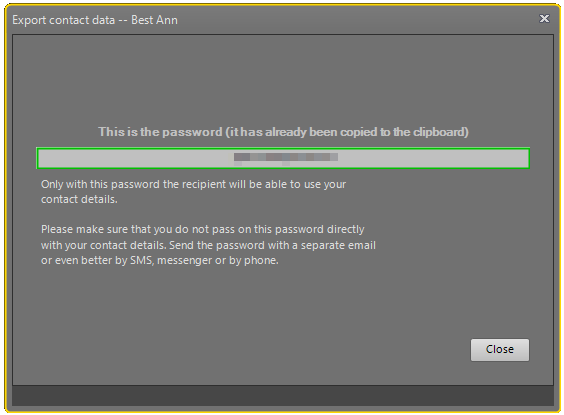 Export contact data -- Best Ann
This is the password (it has already been copied to the clipboard)
Only with this password the recipient will be able to use your
contact details.
Please make sure that you do not pass on this password directly
with your contact details. Send the password with a separate email
or even better by SMS, messenger or by phone.
Close